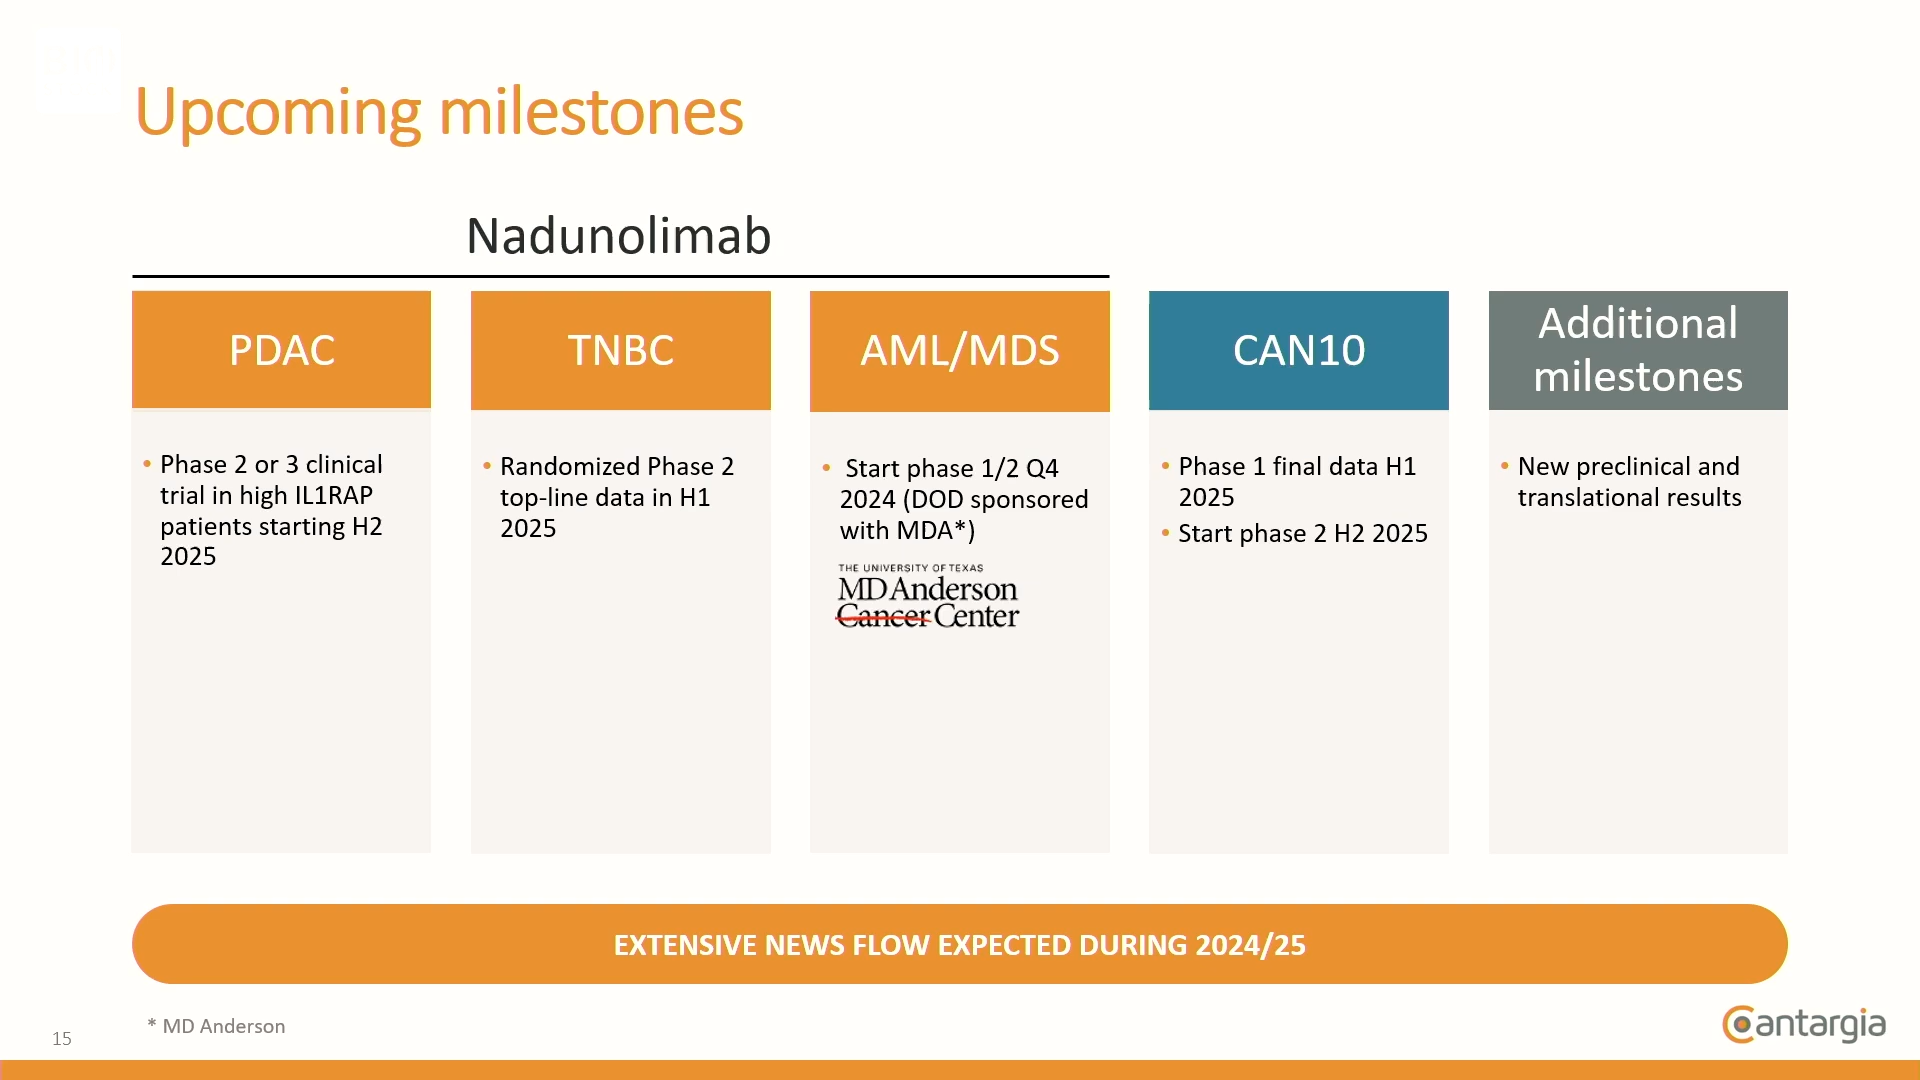 Upcoming milestones
Nadunolimab
PDAC
• Phase 2 or 3 clinical
trial in high IL1RAP
patients starting H2
2025
TNBC
• Randomized Phase 2
top-line data in H1
2025
AML/MDS
• Start phase 1/2 Q4
2024 (DOD sponsored
with MDA*)
THE UNIVERSITY OF TEXAS
MD Anderson
Cancer Center
CAN10
• Phase 1 final data H1
2025
• Start phase 2 H2 2025
Additional
milestones
• New preclinical and
translational results
EXTENSIVE NEWS FLOW EXPECTED DURING 2024/25
* MD Anderson
15
Cantargia